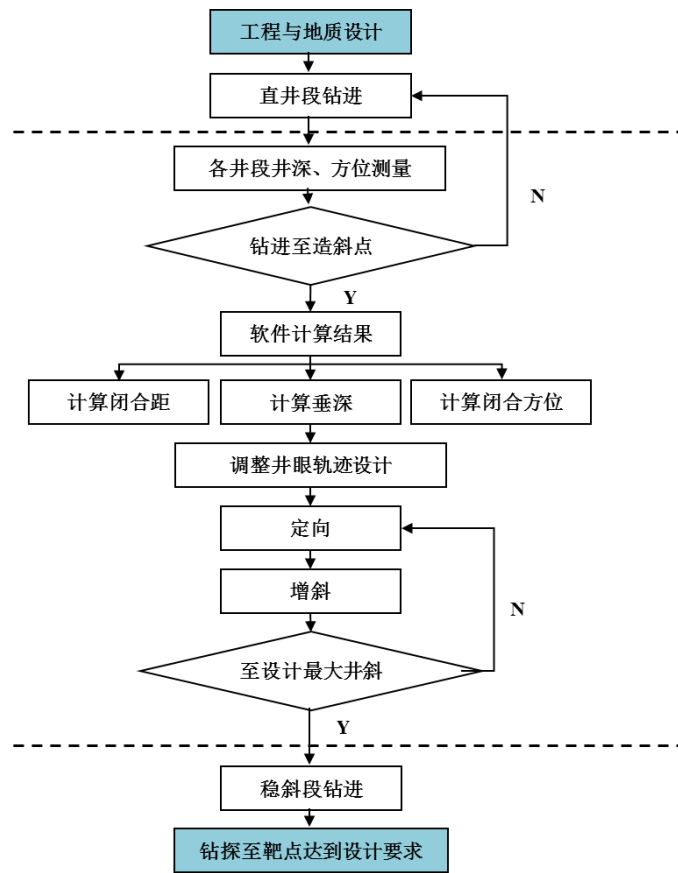 工程与地质设计
直井段钻进
各井段井深、方位测量
N
钻进至造斜点
Y
软件计算结果
计算闭合距
计算垂深
计算闭合方位
调整井眼轨迹设计
定向
增斜
N
至设计最大井斜
Y
稳斜段钻进
钻探至靶点达到设计要求